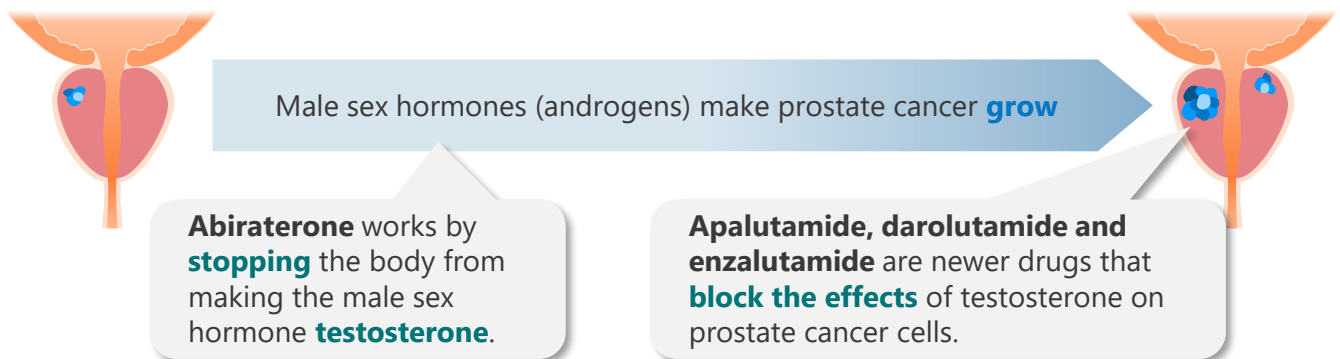 Male sex hormones (androgens) make prostate cancer grow
Abiraterone works by
stopping the body from
making the male sex
hormone testosterone.
Apalutamide, darolutamide and
enzalutamide are newer drugs that
block the effects of testosterone on
prostate cancer cells.